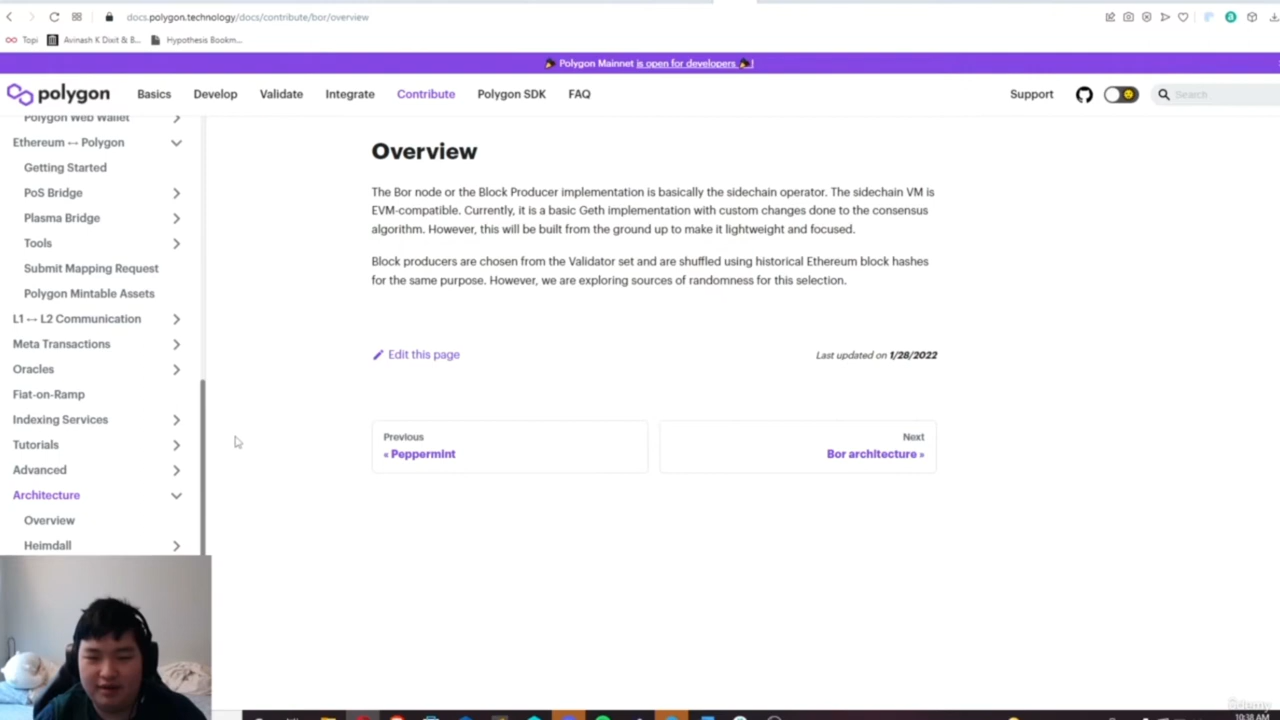 docs.polygon.technology/docs/contribute/bor/overview
Topi
Avinash K Dixit & B...
Hypothesis Bookm...
Polygon Mainnet is open for developers
polygon
Basics
Develop
Validate
Integrate
Contribute
Polygon SDK
FAQ
Support
Search
Polygon Web Wallet
Ethereum ↔ Polygon
Getting Started
PoS Bridge
Plasma Bridge
Tools
Submit Mapping Request
Polygon Mintable Assets
L1 ↔ L2 Communication
Meta Transactions
Oracles
Fiat-on-Ramp
Indexing Services
Tutorials
Advanced
Architecture
Overview
Heimdall
Overview
The Bor node or the Block Producer implementation is basically the sidechain operator. The sidechain VM is
EVM-compatible. Currently, it is a basic Geth implementation with custom changes done to the consensus
algorithm. However, this will be built from the ground up to make it lightweight and focused.
Block producers are chosen from the Validator set and are shuffled using historical Ethereum block hashes
for the same purpose. However, we are exploring sources of randomness for this selection.
Edit this page
Last updated on 1/28/2022
Previous
« Peppermint
Next
Bor architecture »
Udemy
10:38 AM